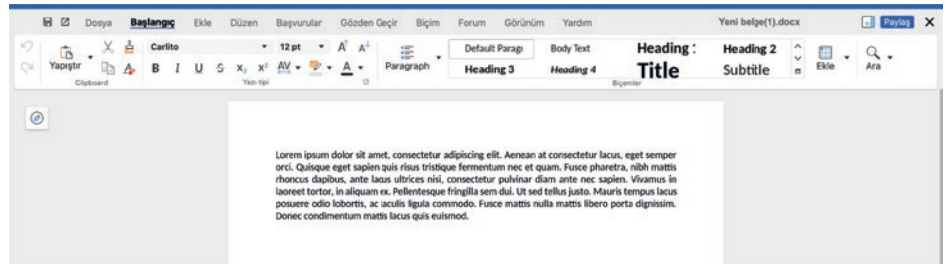 Dosya Başlangıç Ekle Düzen Başvurular Gözden Geçir Biçim Forum Görünüm Yardım Yeni belge(1).docx Paylaş X
Yapıştır
Clipboard
Carlito 12 pt A A
B I U S X₂ X² AV A
Yazı tipi
Paragraph
Default Paragı Body Text Heading : Heading 2
Heading 3 Heading 4 Title Subtitle
Biçemler
Ekle
Ara
Lorem ipsum dolor sit amet, consectetur adipiscing elit. Aenean at consectetur lacus, eget semper
orci. Quisque eget sapien quis risus tristique fermentum nec et quam. Fusce pharetra, nibh mattis
rhoncus dapibus, ante lacus ultrices nisi, consectetur pulvinar diam ante nec sapien. Vivamus in
laoreet tortor, in aliquam ex. Pellentesque fringilla sem dui. Ut sed tellus justo. Mauris tempus lacus
posuere odio lobortis, ac iaculis ligula commodo. Fusce mattis nulla mattis libero porta dignissim.
Donec condimentum mattis lacus quis euismod.